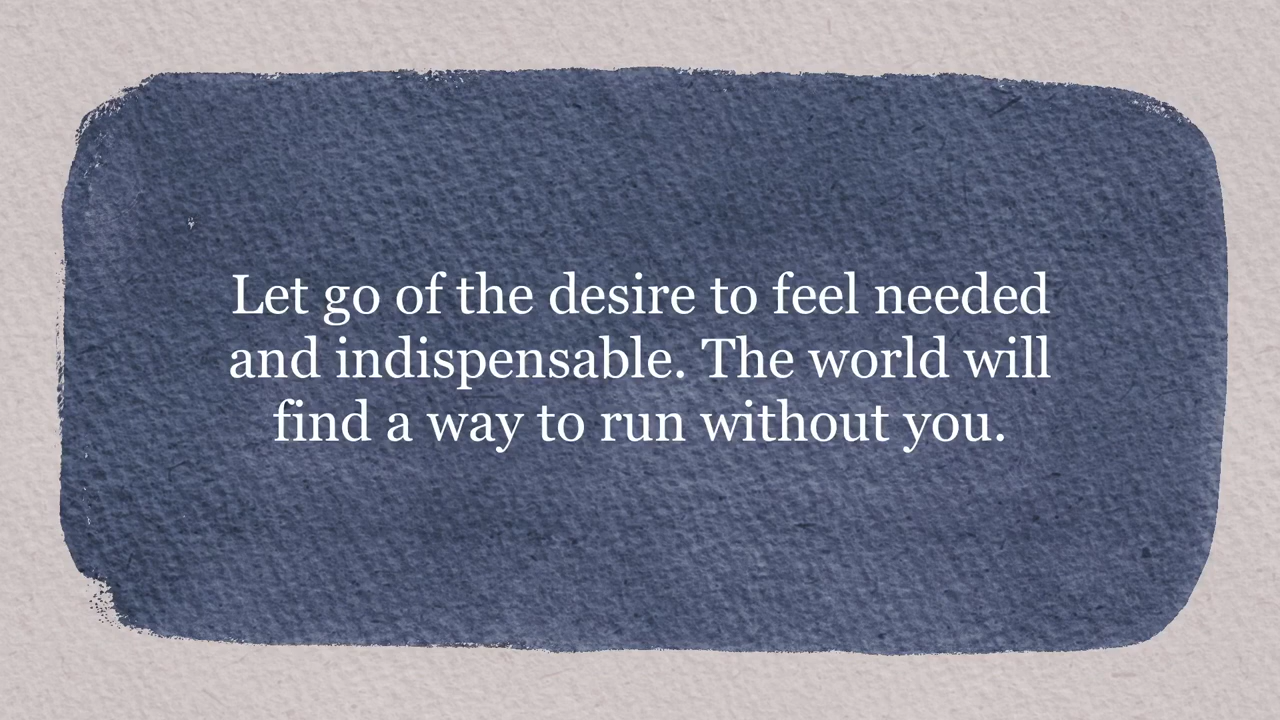 Let go of the desire to feel needed
and indispensable. The world will
find a way to run without you.